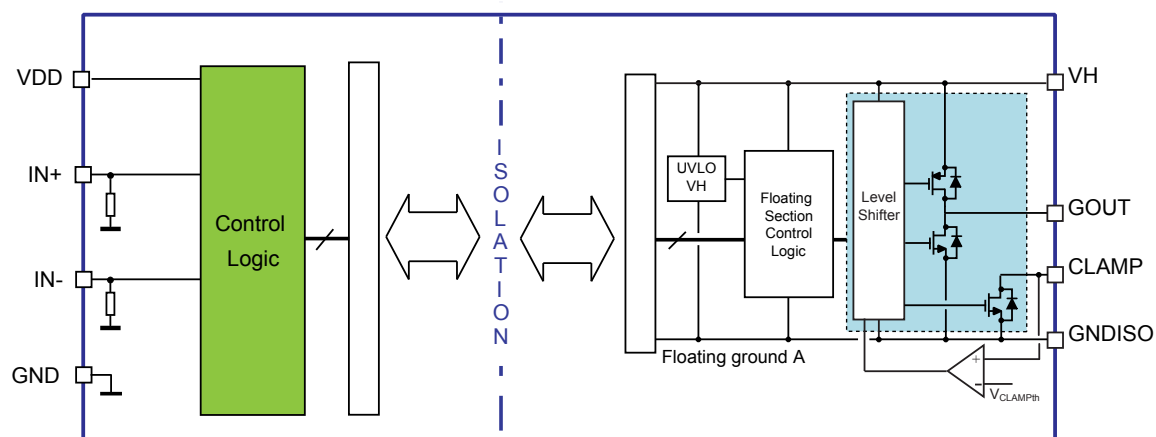 VDD
IN+
IN-
GND
Control
Logic
ISOLATION
UVLO
VH
Floating
Section
Control
Logic
Level
Shifter
VH
GOUT
CLAMP
GNDISO
Floating ground A
+
-
VCLAMPth